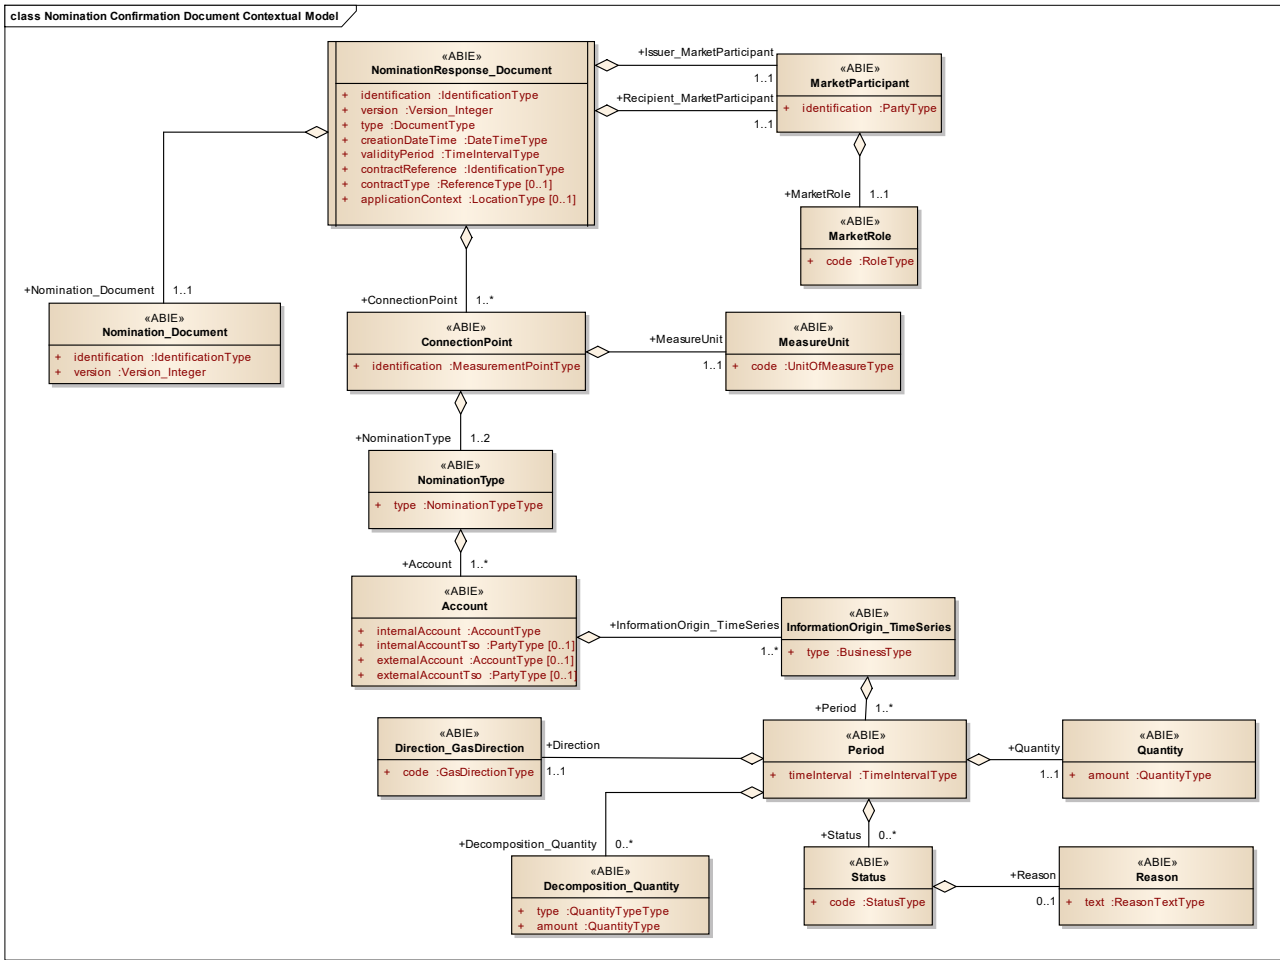 class Nomination Confirmation Document Contextual Model
«ABIE»
NominationResponse_Document
+ identification :IdentificationType
+ version :Version_Integer
+ type :DocumentType
+ creationDateTime :DateTimeType
+ validityPeriod :TimeIntervalType
+ contractReference :IdentificationType
+ contractType :ReferenceType [0..1]
+ applicationContext :LocationType [0..1]
+Issuer_MarketParticipant
1..1
+Recipient_MarketParticipant
1..1
«ABIE»
MarketParticipant
+ identification :PartyType
+MarketRole 1..1
«ABIE»
MarketRole
+ code :RoleType
+Nomination_Document 1..1
«ABIE»
Nomination_Document
+ identification :IdentificationType
+ version :Version_Integer
+ConnectionPoint 1..*
«ABIE»
ConnectionPoint
+ identification :MeasurementPointType
+MeasureUnit
1..1
«ABIE»
MeasureUnit
+ code :UnitOfMeasureType
+NominationType 1..2
«ABIE»
NominationType
+ type :NominationTypeType
+Account 1..*
«ABIE»
Account
+ internalAccount :AccountType
+ internalAccountTso :PartyType [0..1]
+ externalAccount :AccountType [0..1]
+ externalAccountTso :PartyType [0..1]
+InformationOrigin_TimeSeries
1..*
«ABIE»
InformationOrigin_TimeSeries
+ type :BusinessType
+Period 1..*
«ABIE»
Direction_GasDirection
+ code :GasDirectionType
+Direction
1..1
«ABIE»
Period
+ timeInterval :TimeIntervalType
+Quantity
1..1
«ABIE»
Quantity
+ amount :QuantityType
+Decomposition_Quantity 0..*
«ABIE»
Decomposition_Quantity
+ type :QuantityTypeType
+ amount :QuantityType
+Status 0..*
«ABIE»
Status
+ code :StatusType
+Reason
0..1
«ABIE»
Reason
+ text :ReasonTextType